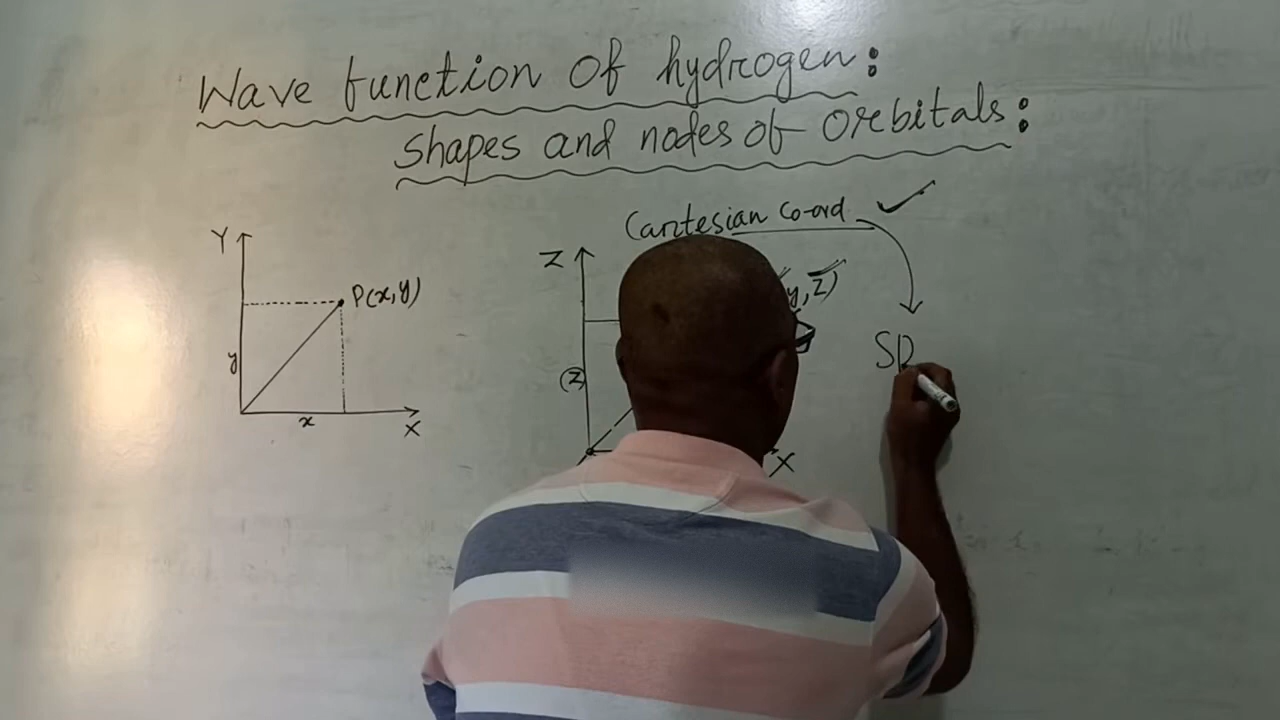 Wave function of hydrogen:
shapes and nodes of orbitals:
Cartesian co-ord ✓
Y
P(x,y)
y
x
X
Z
y, z)
(z)
X
SP